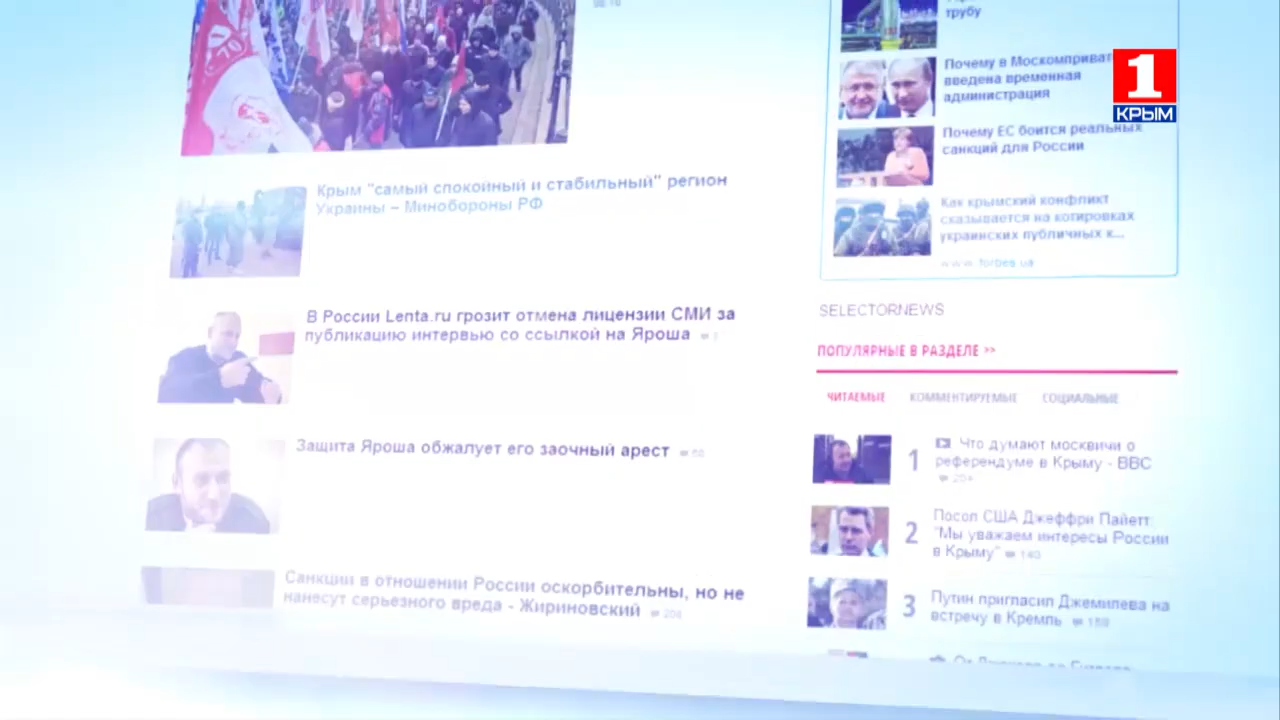 трубу
Почему в Москомприват
введена временная
администрация
1
КРЫМ
Почему ЕС боится реальных
санкций для России
Как крымский конфликт
сказывается на котировках
украинских публичных к...
www.forbes.ua
Крым "самый спокойный и стабильный" регион
Украины – Минобороны РФ
В России Lenta.ru грозит отмена лицензии СМИ за
публикацию интервью со ссылкой на Яроша
Защита Яроша обжалует его заочный арест
Санкции в отношении России оскорбительны, но не
нанесут серьезного вреда - Жириновский
SELECTORNEWS
ПОПУЛЯРНЫЕ В РАЗДЕЛЕ >>
ЧИТАЕМЫЕ КОММЕНТИРУЕМЫЕ СОЦИАЛЬНЫЕ
1 Что думают москвичи о
референдуме в Крыму - BBC
2 Посол США Джеффри Пайетт:
"Мы уважаем интересы России
в Крыму" 140
3 Путин пригласил Джемилева на
встречу в Кремль